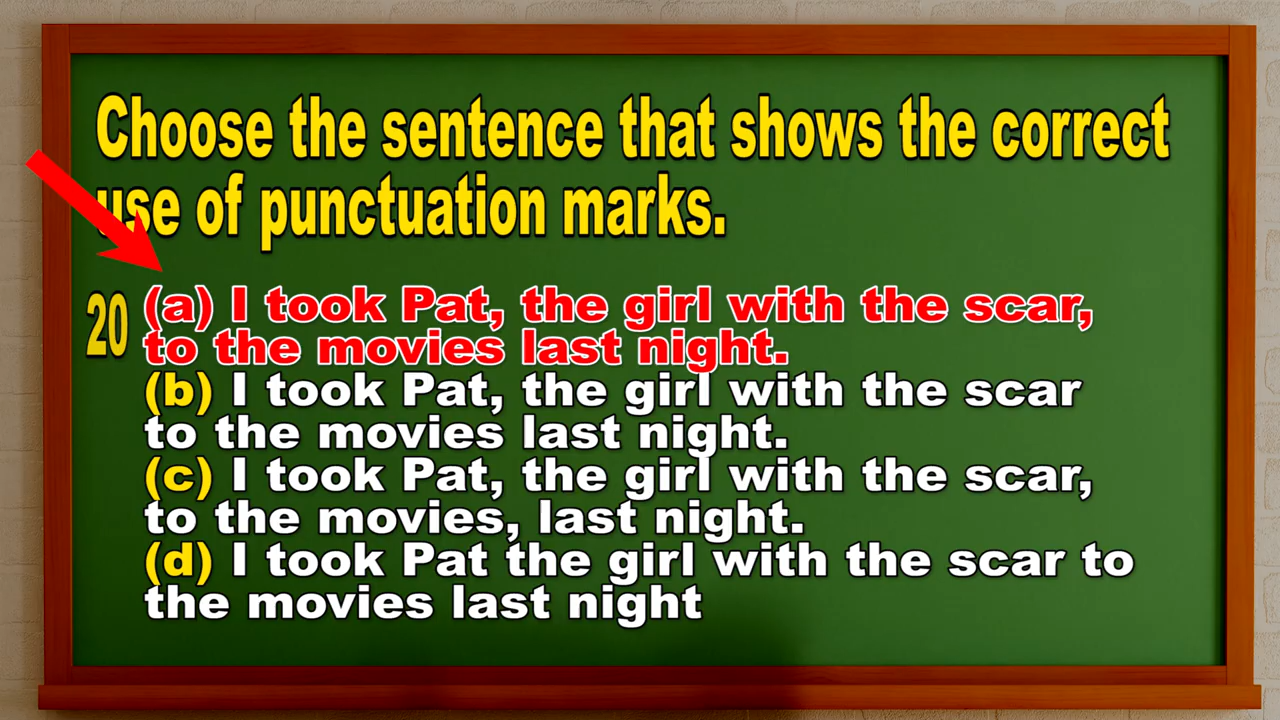 Choose the sentence that shows the correct
use of punctuation marks.
20 (a) I took Pat, the girl with the scar,
to the movies last night.
(b) I took Pat, the girl with the scar
to the movies last night.
(c) I took Pat, the girl with the scar,
to the movies, last night.
(d) I took Pat the girl with the scar to
the movies last night